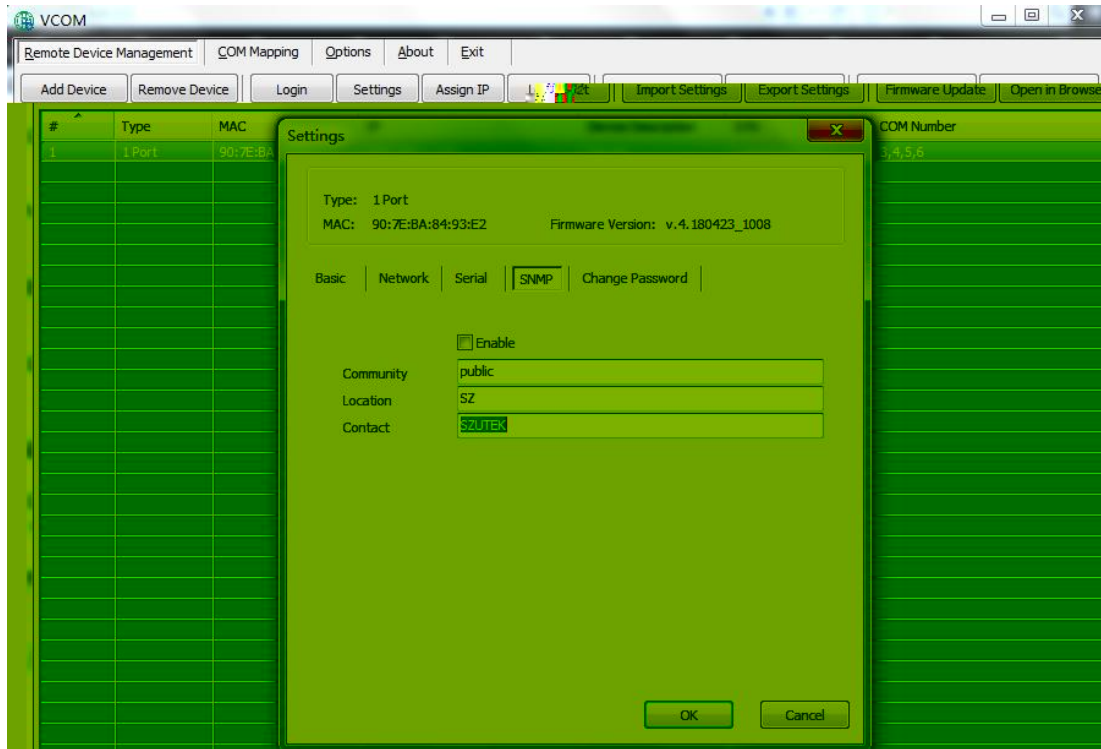 VCOM
Remote Device Management COM Mapping Options About Exit
Add Device Remove Device Login Settings Assign IP Import Settings Export Settings Firmware Update Open in Browse
# Type MAC COM Number
1 1 Port 90:7E:BA 3,4,5,6
Settings
Type: 1 Port
MAC: 90:7E:BA:84:93:E2 Firmware Version: v.4.180423_1008
Basic Network Serial SNMP Change Password
Enable
Community public
Location SZ
Contact SZUTEK
OK Cancel